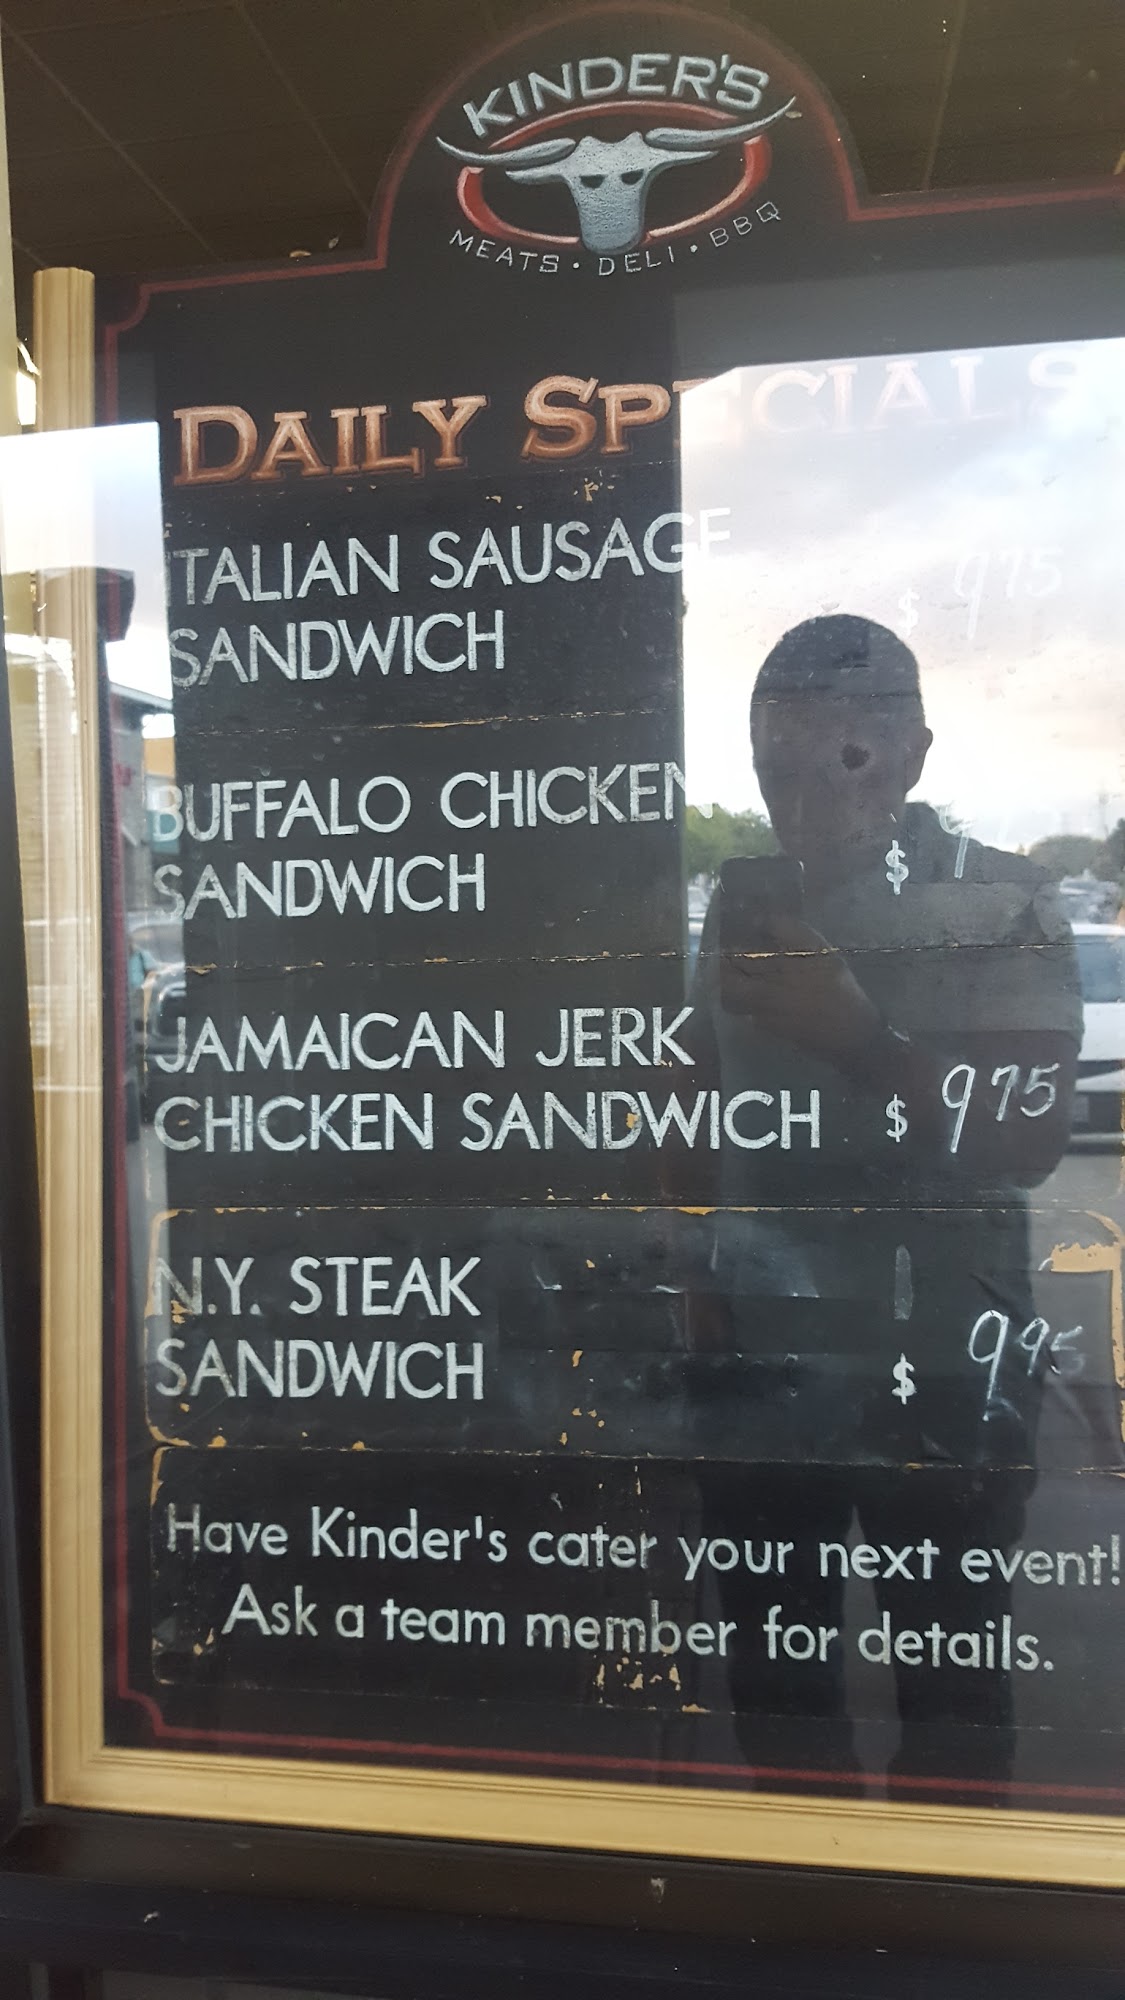 KINDER'S
MEATS · DELI · BBQ
DAILY SPECIALS
ITALIAN SAUSAGE
SANDWICH $ 9 75
BUFFALO CHICKEN
SANDWICH $
JAMAICAN JERK
CHICKEN SANDWICH $ 9 75
N.Y. STEAK
SANDWICH $ 9 95
Have Kinder's cater your next event!
Ask a team member for details.